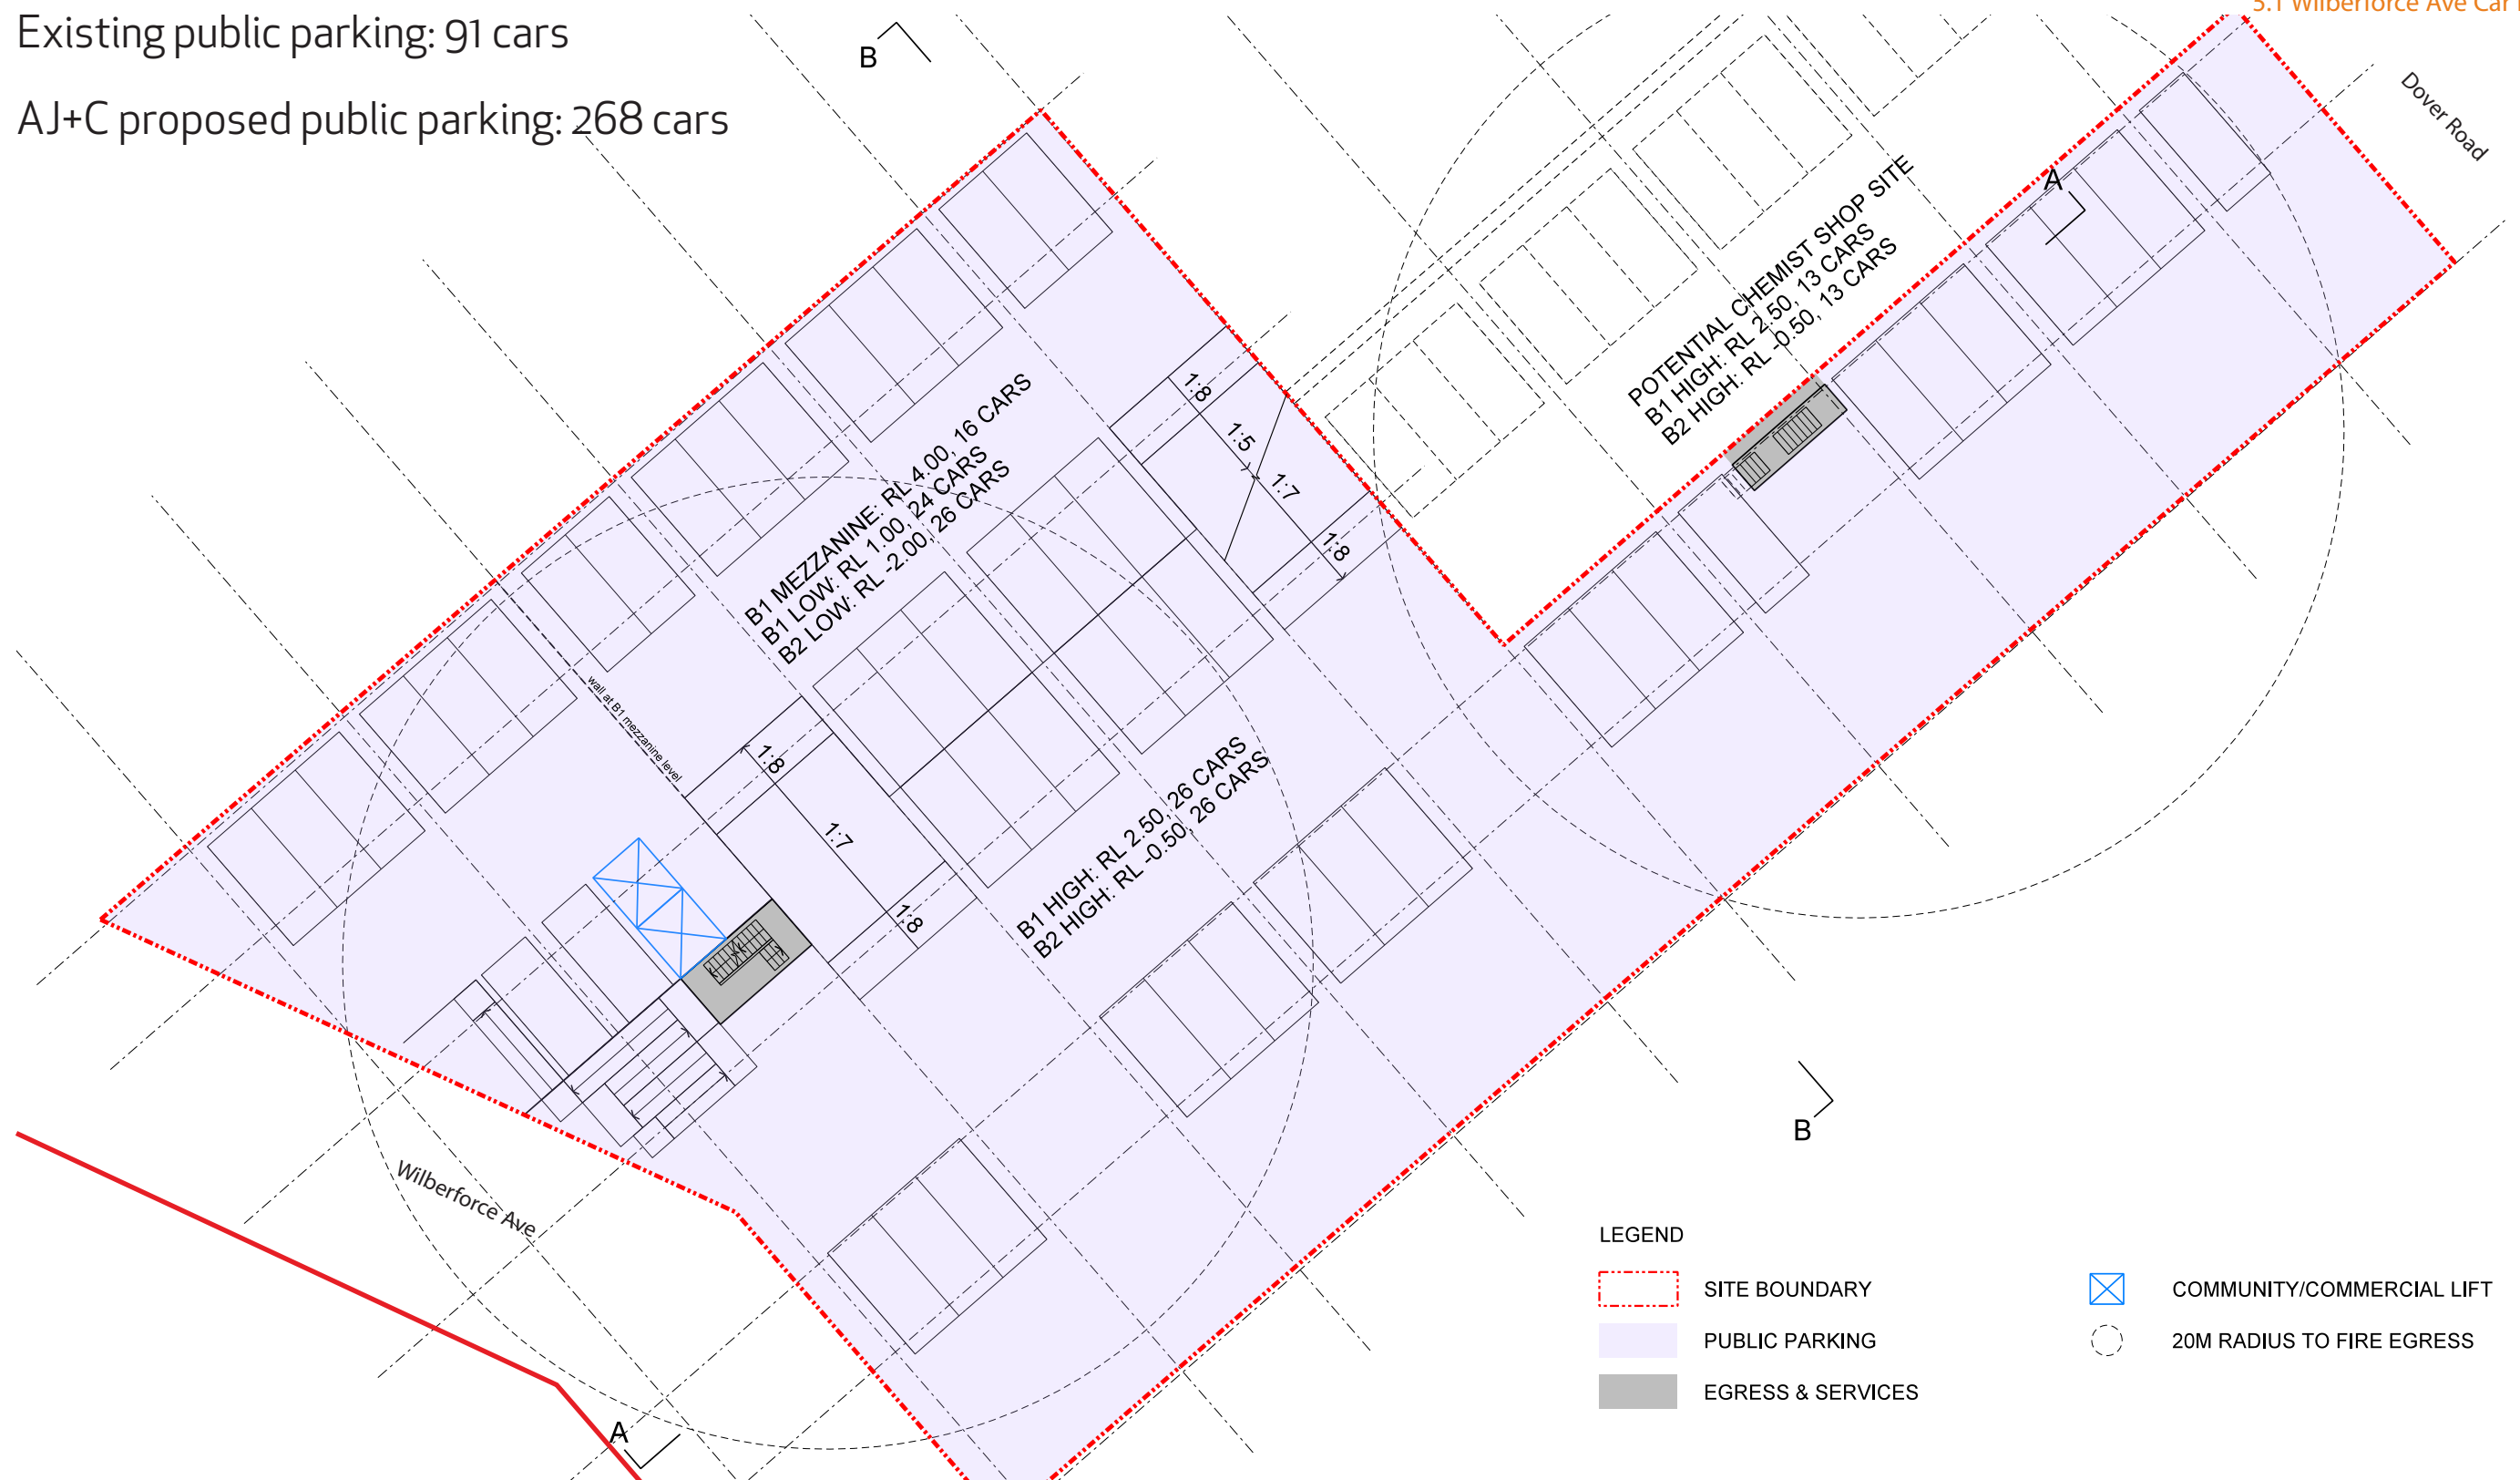 Existing public parking: 91 cars
5.1 Wilberforce Ave Car
AJ+C proposed public parking: 268 cars
B
Dover Road
A
POTENTIAL CHEMIST SHOP SITE
B1 HIGH: RL 2.50, 13 CARS
B2 HIGH: RL -0.50, 13 CARS
B1 MEZZANINE: RL 4.00, 16 CARS
B1 LOW: RL 1.00, 24 CARS
B2 LOW: RL -2.00, 26 CARS
1:8
1:5
1:7
1:8
wall at B1 mezzanine level
1:8
1:7
1:8
B1 HIGH: RL 2.50, 26 CARS
B2 HIGH: RL -0.50, 26 CARS
B
Wilberforce Ave
A
LEGEND
SITE BOUNDARY
PUBLIC PARKING
EGRESS & SERVICES
COMMUNITY/COMMERCIAL LIFT
20M RADIUS TO FIRE EGRESS